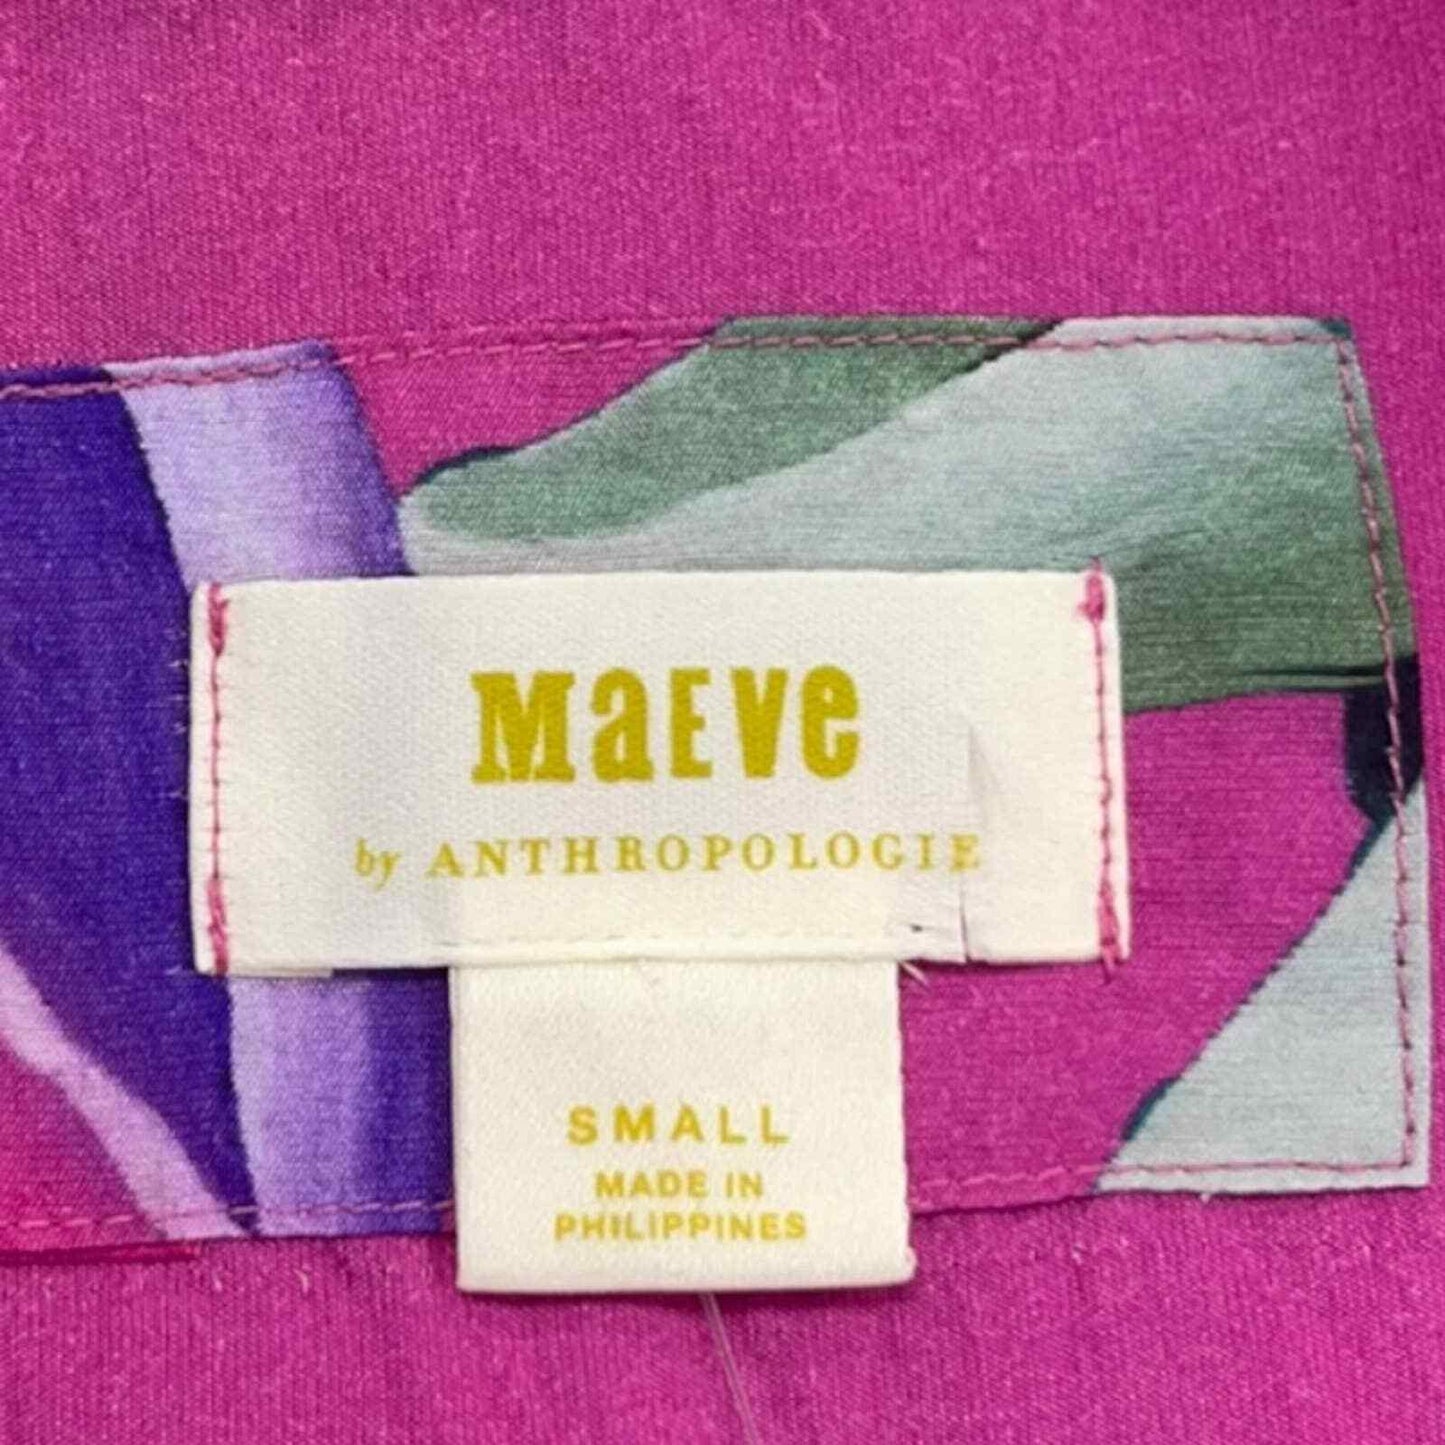 MaEVe
by ANTHROPOLOGIE
SMALL
MADE IN
PHILIPPINES